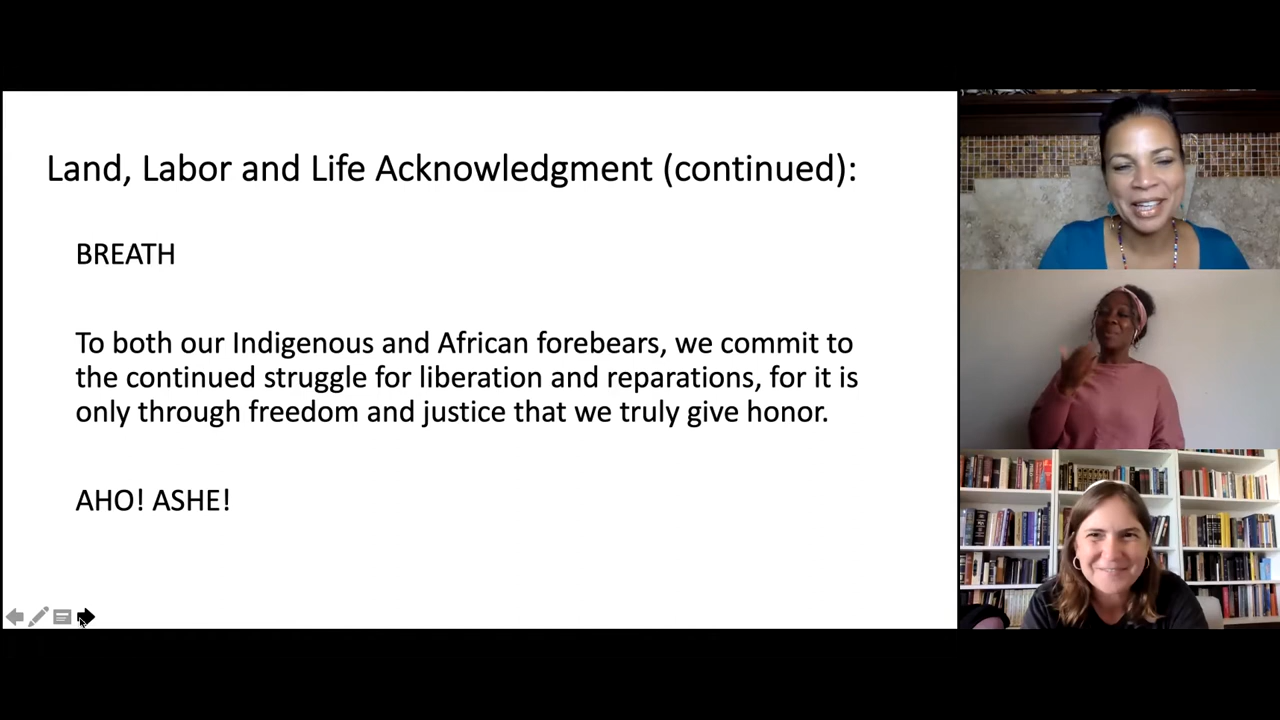 Land, Labor and Life Acknowledgment (continued):
BREATH
To both our Indigenous and African forebears, we commit to
the continued struggle for liberation and reparations, for it is
only through freedom and justice that we truly give honor.
AHO! ASHE!